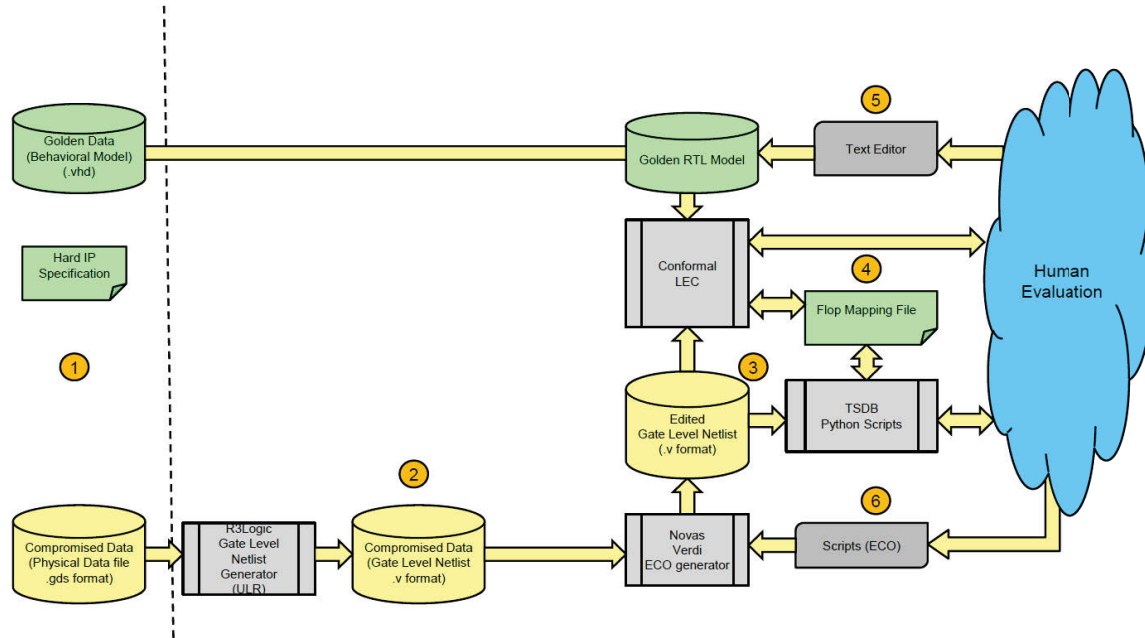 5
Golden Data
(Behavioral Model)
(.vhd)
Golden RTL Model
Text Editor
Hard IP
Specification
Conformal
LEC
4
Flop Mapping File
Human
Evaluation
1
3
Edited
Gate Level Netlist
(.v format)
TSDB
Python Scripts
2
6
Compromised Data
(Physical Data file
.gds format)
R3Logic
Gate Level
Netlist
Generator
(ULR)
Compromised Data
(Gate Level Netlist
.v format)
Novas
Verdi
ECO generator
Scripts (ECO)